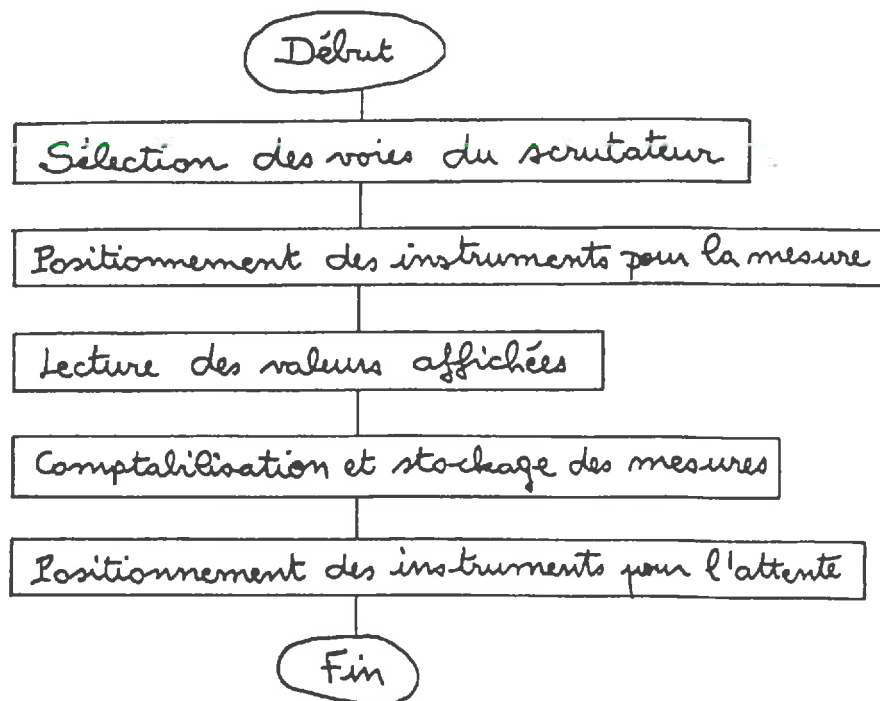 Début
Sélection des voies du scrutateur
Positionnement des instruments pour la mesure
Lecture des valeurs affichées
Comptabilisation et stockage des mesures
Positionnement des instruments pour l'attente
Fin